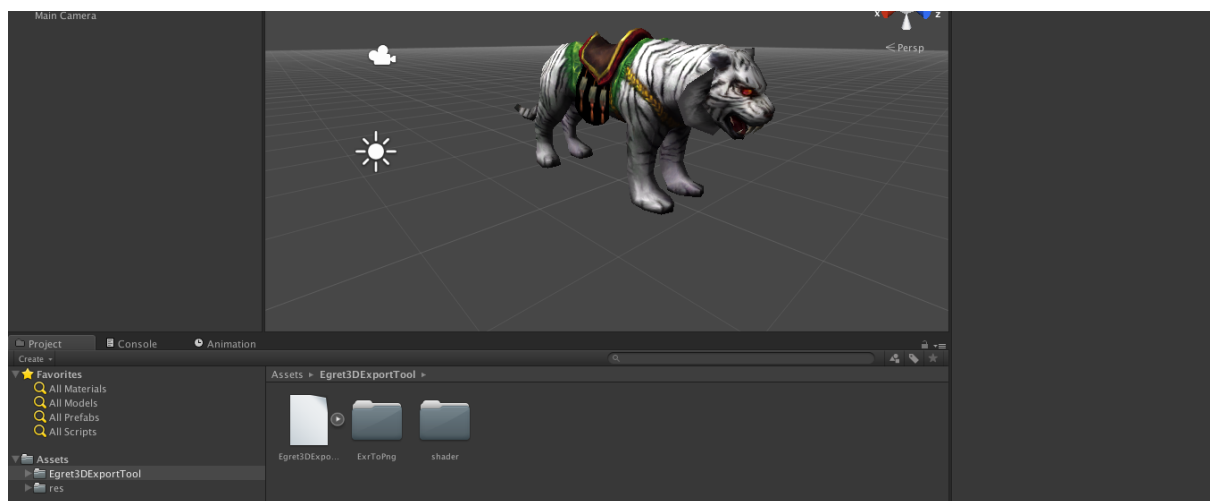 Main Camera
x z
Persp
Project Console Animation
Create
Favorites
All Materials
All Models
All Prefabs
All Scripts
Assets
Egret3DExportTool
res
Assets Egret3DExportTool
Egret3DExpo... ExrToPng shader